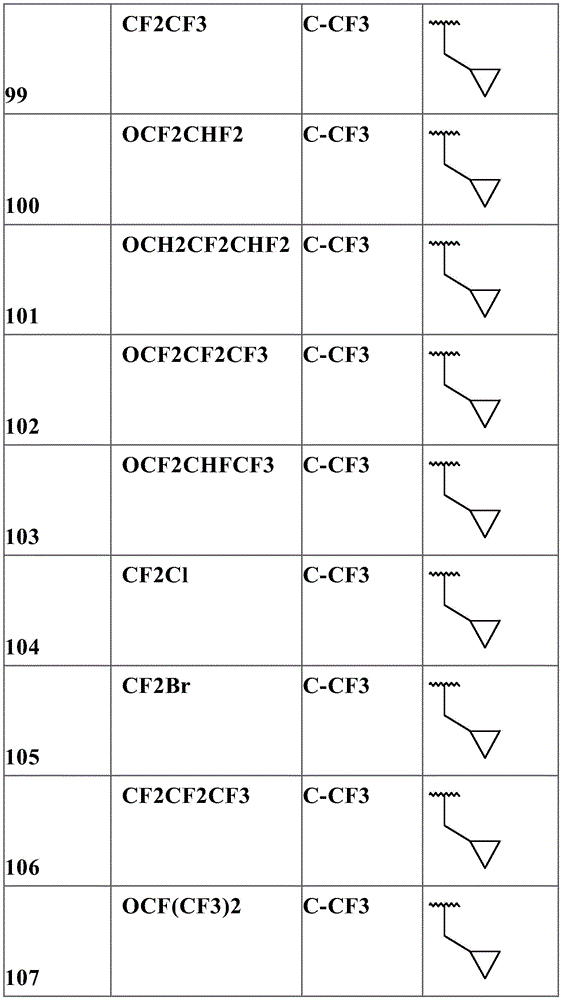 CF2CF3 C-CF3
99
OCF2CHF2 C-CF3
100
OCH2CF2CHF2 C-CF3
101
OCF2CF2CF3 C-CF3
102
OCF2CHFCF3 C-CF3
103
CF2Cl C-CF3
104
CF2Br C-CF3
105
CF2CF2CF3 C-CF3
106
OCF(CF3)2 C-CF3
107